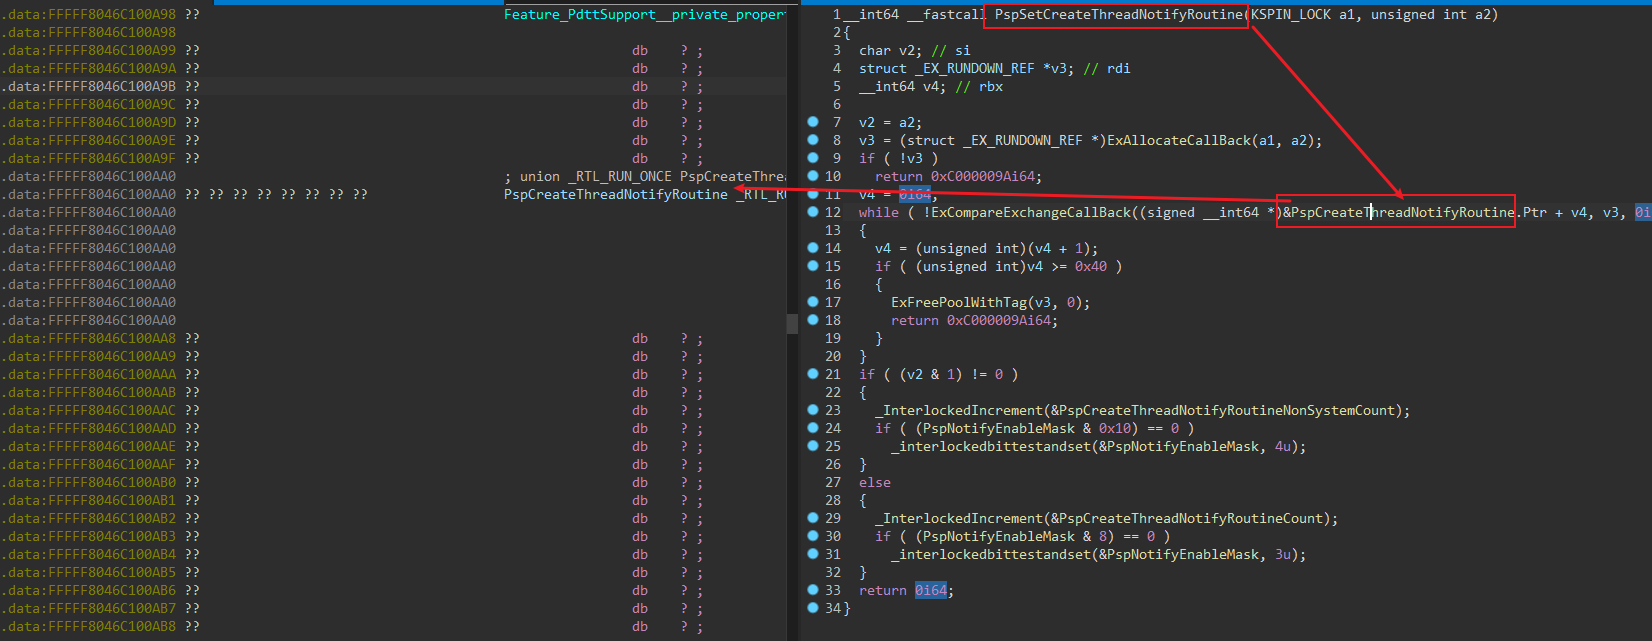 .data:FFFFF8046C100A98 ?? Feature_PdttSupport__private_proper
.data:FFFFF8046C100A98
.data:FFFFF8046C100A99 ?? db ? ;
.data:FFFFF8046C100A9A ?? db ? ;
.data:FFFFF8046C100A9B ?? db ? ;
.data:FFFFF8046C100A9C ?? db ? ;
.data:FFFFF8046C100A9D ?? db ? ;
.data:FFFFF8046C100A9E ?? db ? ;
.data:FFFFF8046C100A9F ?? db ? ;
.data:FFFFF8046C100AA0 ; union _RTL_RUN_ONCE PspCreateThrea
.data:FFFFF8046C100AA0 ?? ?? ?? ?? ?? ?? ?? ?? PspCreateThreadNotifyRoutine _RTL_RU
.data:FFFFF8046C100AA0
.data:FFFFF8046C100AA0
.data:FFFFF8046C100AA0
.data:FFFFF8046C100AA0
.data:FFFFF8046C100AA0
.data:FFFFF8046C100AA0
.data:FFFFF8046C100AA0
.data:FFFFF8046C100AA8 ?? db ? ;
.data:FFFFF8046C100AA9 ?? db ? ;
.data:FFFFF8046C100AAA ?? db ? ;
.data:FFFFF8046C100AAB ?? db ? ;
.data:FFFFF8046C100AAC ?? db ? ;
.data:FFFFF8046C100AAD ?? db ? ;
.data:FFFFF8046C100AAE ?? db ? ;
.data:FFFFF8046C100AAF ?? db ? ;
.data:FFFFF8046C100AB0 ?? db ? ;
.data:FFFFF8046C100AB1 ?? db ? ;
.data:FFFFF8046C100AB2 ?? db ? ;
.data:FFFFF8046C100AB3 ?? db ? ;
.data:FFFFF8046C100AB4 ?? db ? ;
.data:FFFFF8046C100AB5 ?? db ? ;
.data:FFFFF8046C100AB6 ?? db ? ;
.data:FFFFF8046C100AB7 ?? db ? ;
.data:FFFFF8046C100AB8 ?? db ? ;
1 __int64 __fastcall PspSetCreateThreadNotifyRoutine(KSPIN_LOCK a1, unsigned int a2)
2 {
3 char v2; // si
4 struct _EX_RUNDOWN_REF *v3; // rdi
5 __int64 v4; // rbx
6
7 v2 = a2;
8 v3 = (struct _EX_RUNDOWN_REF *)ExAllocateCallBack(a1, a2);
9 if ( !v3 )
10 return 0xC000009Ai64;
11 v4 = 0i64;
12 while ( !ExCompareExchangeCallBack((signed __int64 *)&PspCreateThreadNotifyRoutine.Ptr + v4, v3, 0i
13 {
14 v4 = (unsigned int)(v4 + 1);
15 if ( (unsigned int)v4 >= 0x40 )
16 {
17 ExFreePoolWithTag(v3, 0);
18 return 0xC000009Ai64;
19 }
20 }
21 if ( (v2 & 1) != 0 )
22 {
23 _InterlockedIncrement(&PspCreateThreadNotifyRoutineNonSystemCount);
24 if ( (PspNotifyEnableMask & 0x10) == 0 )
25 _interlockedbittestandset(&PspNotifyEnableMask, 4u);
26 }
27 else
28 {
29 _InterlockedIncrement(&PspCreateThreadNotifyRoutineCount);
30 if ( (PspNotifyEnableMask & 8) == 0 )
31 _interlockedbittestandset(&PspNotifyEnableMask, 3u);
32 }
33 return 0i64;
34 }